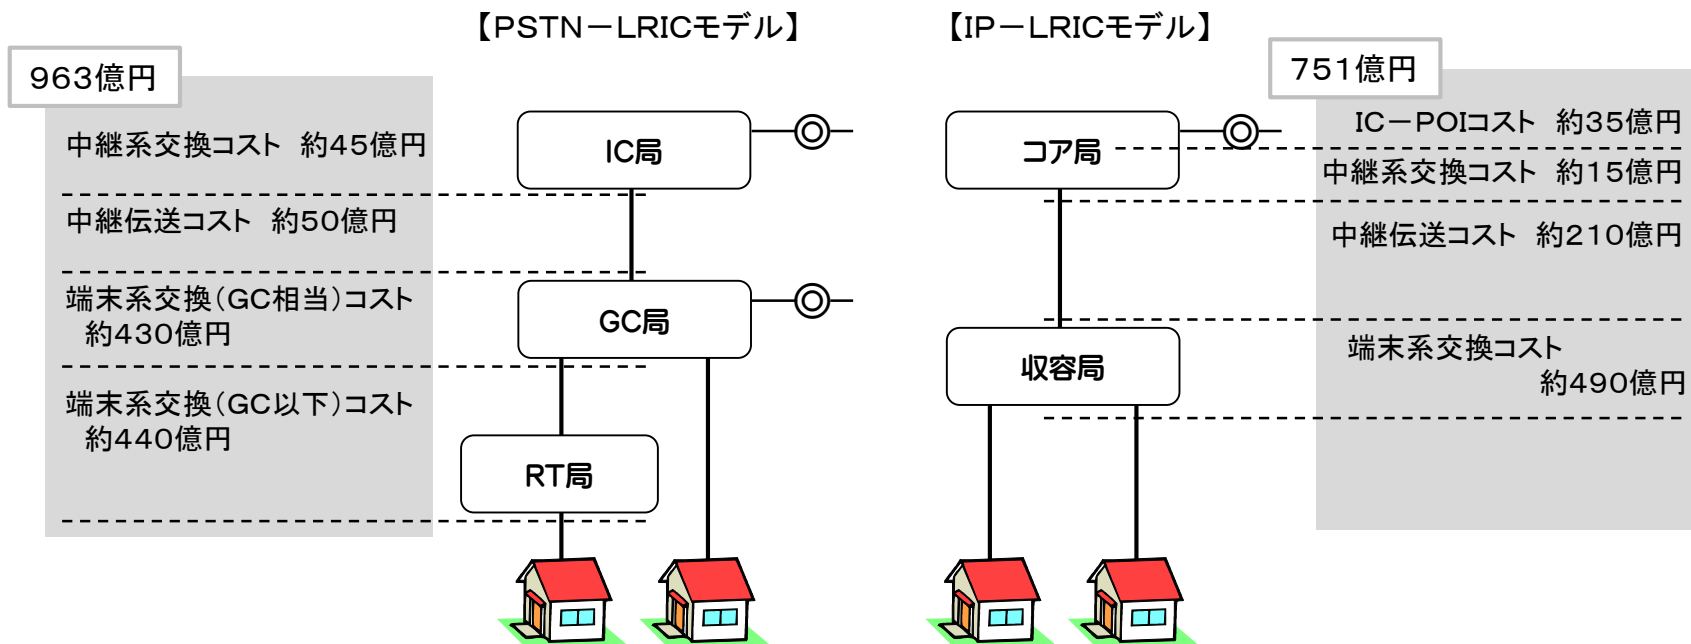 【PSTN－LRICモデル】
963億円
中継系交換コスト 約45億円
中継伝送コスト 約50億円
端末系交換（GC相当）コスト
約430億円
端末系交換（GC以下）コスト
約440億円
IC局
GC局
RT局
【IP－LRICモデル】
751億円
コア局
収容局
IC－POIコスト 約35億円
中継系交換コスト 約15億円
中継伝送コスト 約210億円
端末系交換コスト
約490億円